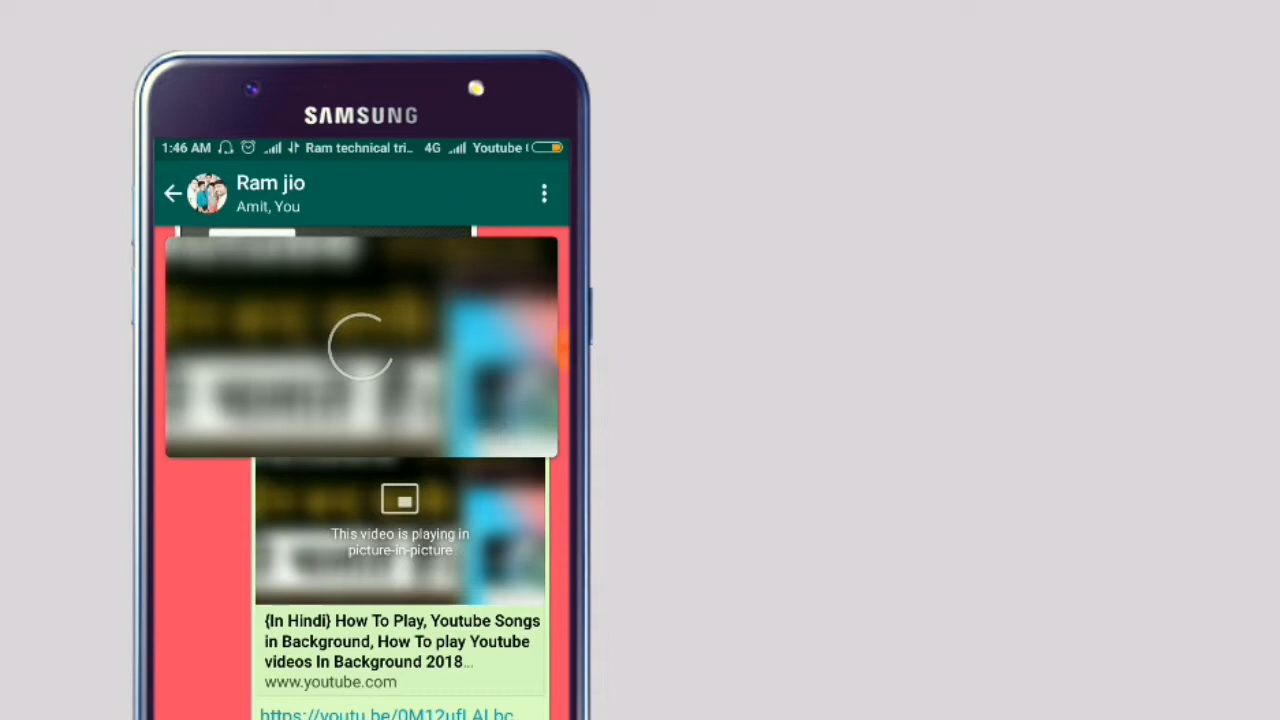 SAMSUNG
1:46 AM Ram technical tri... 4G Youtube
Ram jio
Amit, You
This video is playing in
picture-in-picture
{In Hindi} How To Play, Youtube Songs
in Background, How To play Youtube
videos In Background 2018...
www.youtube.com